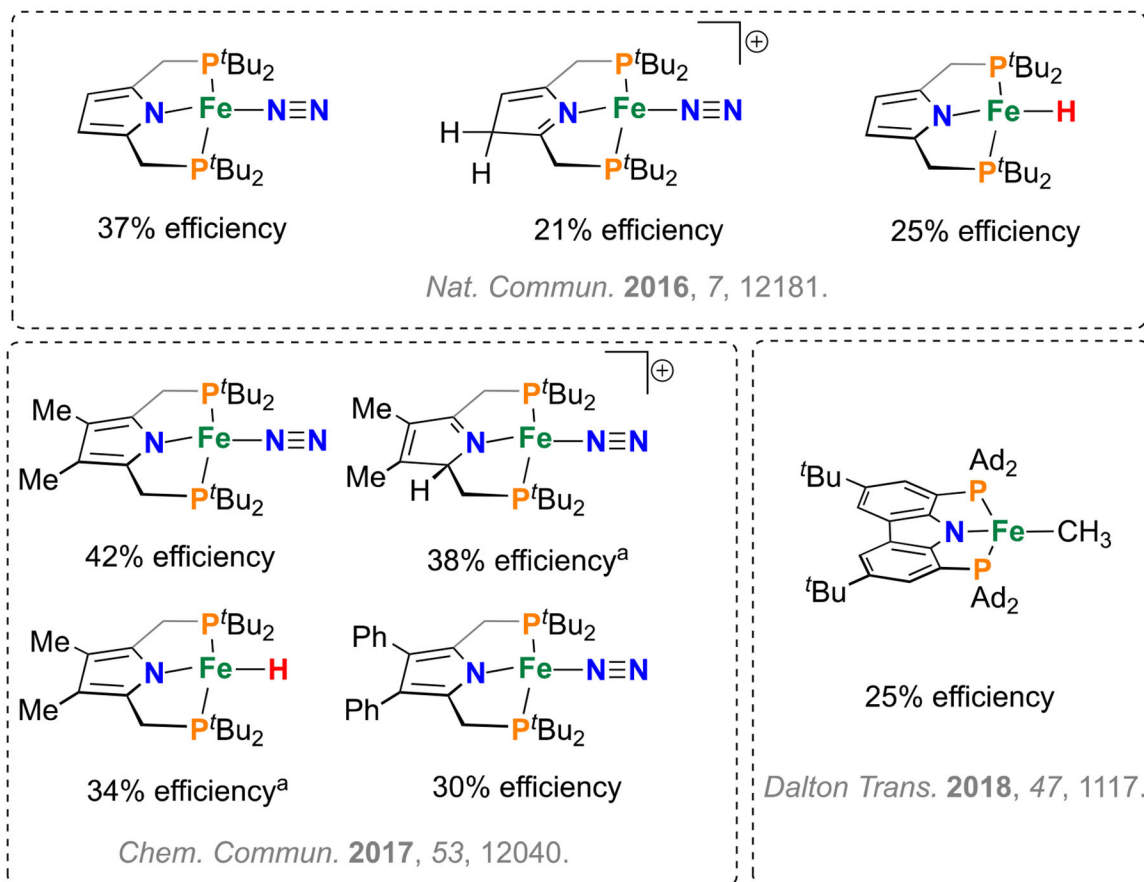 PᵗBu₂
N Fe N≡N
PᵗBu₂
37% efficiency
⊕
PᵗBu₂
H N Fe N≡N
H PᵗBu₂
21% efficiency
PᵗBu₂
N Fe H
PᵗBu₂
25% efficiency
Nat. Commun. 2016, 7, 12181.
PᵗBu₂
Me N Fe N≡N
Me PᵗBu₂
42% efficiency
⊕
Me PᵗBu₂
N Fe N≡N
Me H PᵗBu₂
38% efficiencyᵃ
Me PᵗBu₂
N Fe H
Me PᵗBu₂
34% efficiencyᵃ
Ph PᵗBu₂
N Fe N≡N
Ph PᵗBu₂
30% efficiency
Chem. Commun. 2017, 53, 12040.
Ad₂
ᵗBu P
N Fe CH₃
ᵗBu P
Ad₂
25% efficiency
Dalton Trans. 2018, 47, 1117.